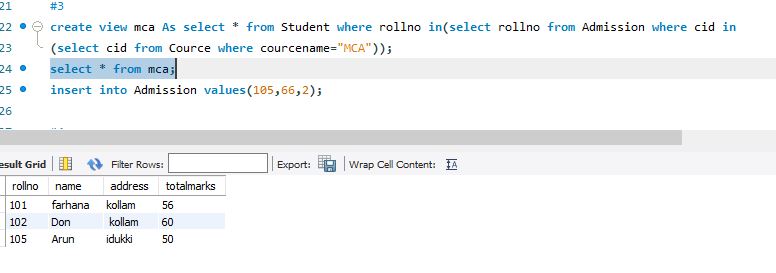 21 #3
22 create view mca As select * from Student where rollno in(select rollno from Admission where cid in
23 (select cid from Cource where courcename="MCA"));
24 select * from mca;
25 insert into Admission values(105,66,2);
26
esult Grid Filter Rows: Export: Wrap Cell Content:
rollno name address totalmarks
101 farhana kollam 56
102 Don kollam 60
105 Arun idukki 50